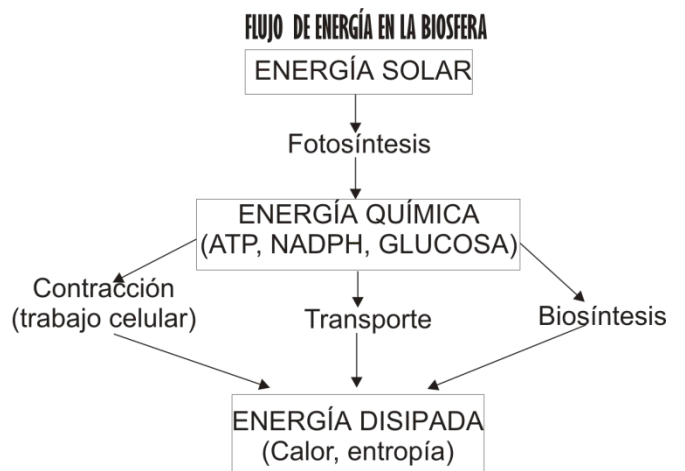 FLUJO DE ENERGÍA EN LA BIOSFERA
ENERGÍA SOLAR
Fotosíntesis
ENERGÍA QUÍMICA
(ATP, NADPH, GLUCOSA)
Contracción
(trabajo celular)
Transporte
Biosíntesis
ENERGÍA DISIPADA
(Calor, entropía)